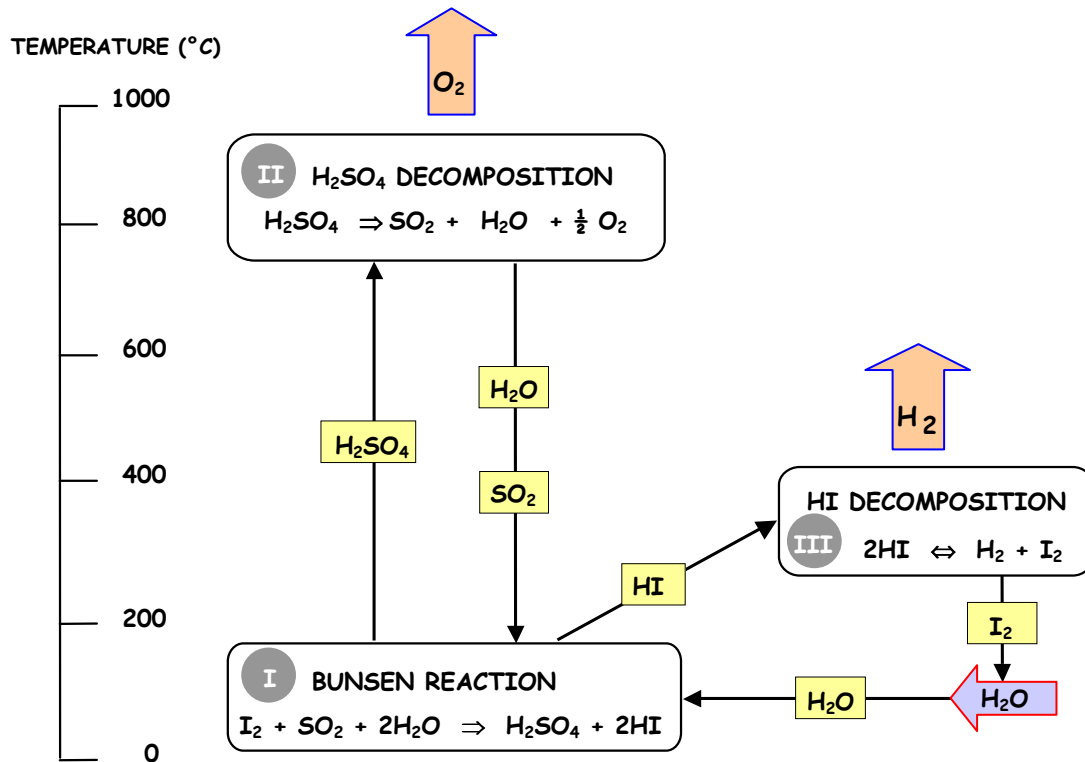 TEMPERATURE (°C)
1000
800
600
400
200
0
O₂
II H₂SO₄ DECOMPOSITION
H₂SO₄ ⇒ SO₂ + H₂O + ½ O₂
H₂O
H₂SO₄
SO₂
H₂
HI DECOMPOSITION
III 2HI ⇔ H₂ + I₂
HI
I₂
I BUNSEN REACTION
I₂ + SO₂ + 2H₂O ⇒ H₂SO₄ + 2HI
H₂O
H₂O